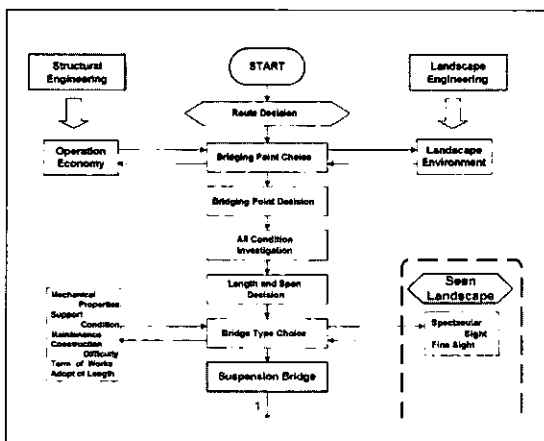 Structural
Engineering
START
Landscape
Engineering
Route Decision
Operation
Economy
Bridging Point Choice
Landscape
Environment
Bridging Point Decision
All Condition
Investigation
Length and Span
Decision
Mechanical
Properties
Support
Condition
Maintenance
Construction
Difficulty
Term of Works
Adopt of Length
Bridge Type Choice
Seen
Landscape
Spectacular
Sight
Fine Sight
Suspension Bridge
1